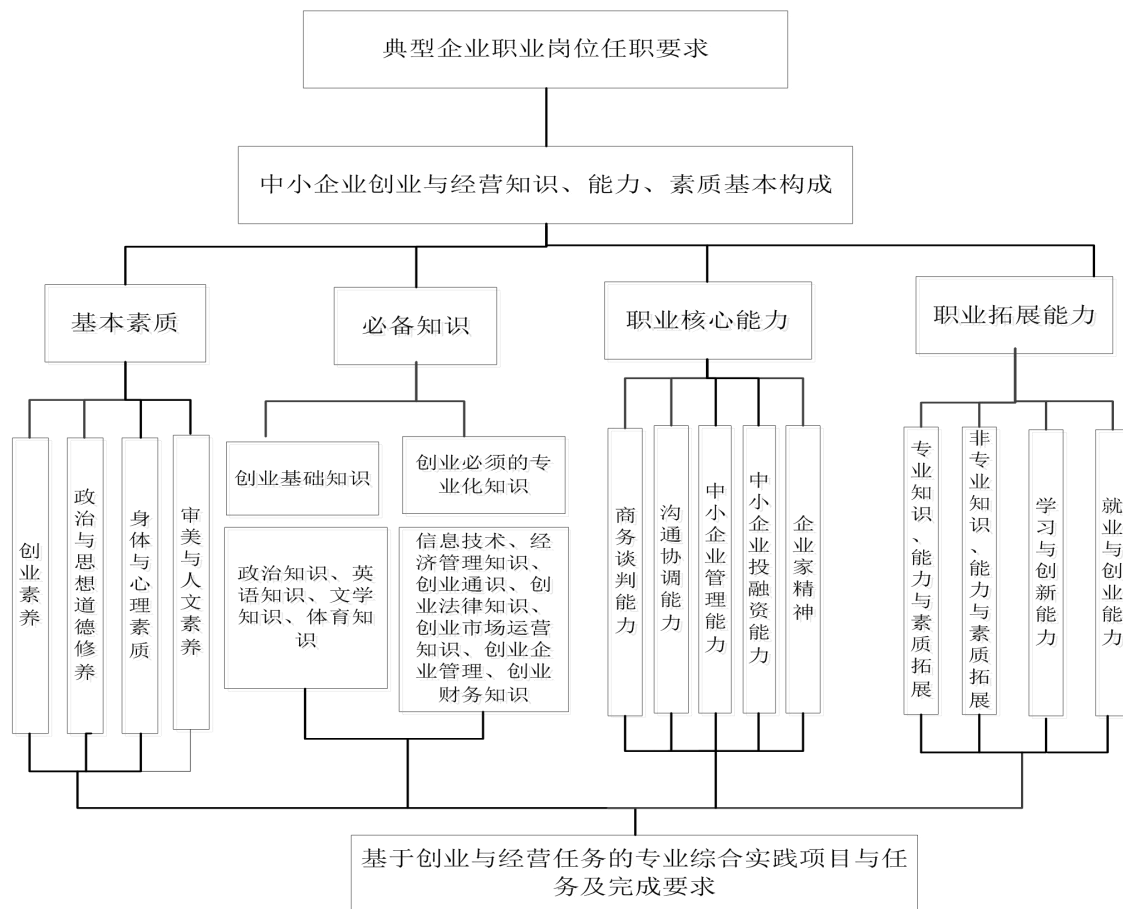 典型企业职业岗位任职要求
中小企业创业与经营知识、能力、素质基本构成
基本素质
必备知识
职业核心能力
职业拓展能力
创业素养
政治与思想道德修养
身体与心理素质
审美与人文素养
创业基础知识
政治知识、英
语知识、文学
知识、体育知
识
创业必须的专
业化知识
信息技术、经
济管理知识、
创业通识、创
业法律知识、
创业市场运营
知识、创业企
业管理、创业
财务知识
商务谈判能力
沟通协调能力
中小企业管理能力
中小企业投融资能力
企业家精神
专业知识、能力与素质拓展
非专业知识、能力与素质拓展
学习与创新能力
就业与创业能力
基于创业与经营任务的专业综合实践项目与任
务及完成要求